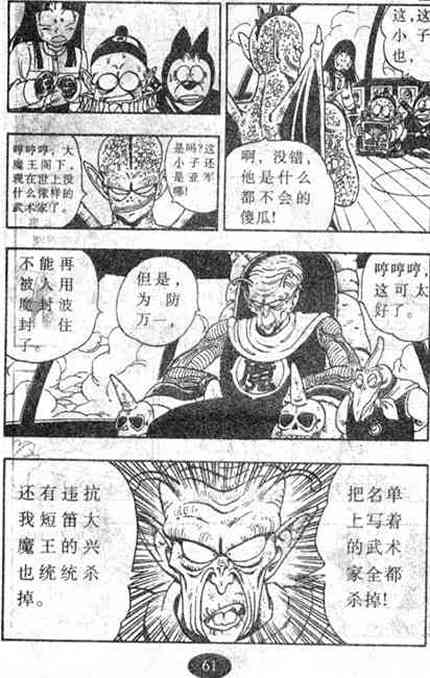 这,这
小子
也,
啊,没错,
他是什么
都不会的
傻瓜!
是吗?这
小子还
是亚军
哪!
哼哼哼,大
魔王阁下,
现在世上没
什么像样的
武术家了。
哼哼哼,
这可太
好了。
但是,
为防
万一,
不能再
被人用
魔封波
封住
子。
魔
把名单
上写着
的武术
家全都
杀掉!
还有违抗
我短笛大
魔王的兴
也统统杀
掉。
61